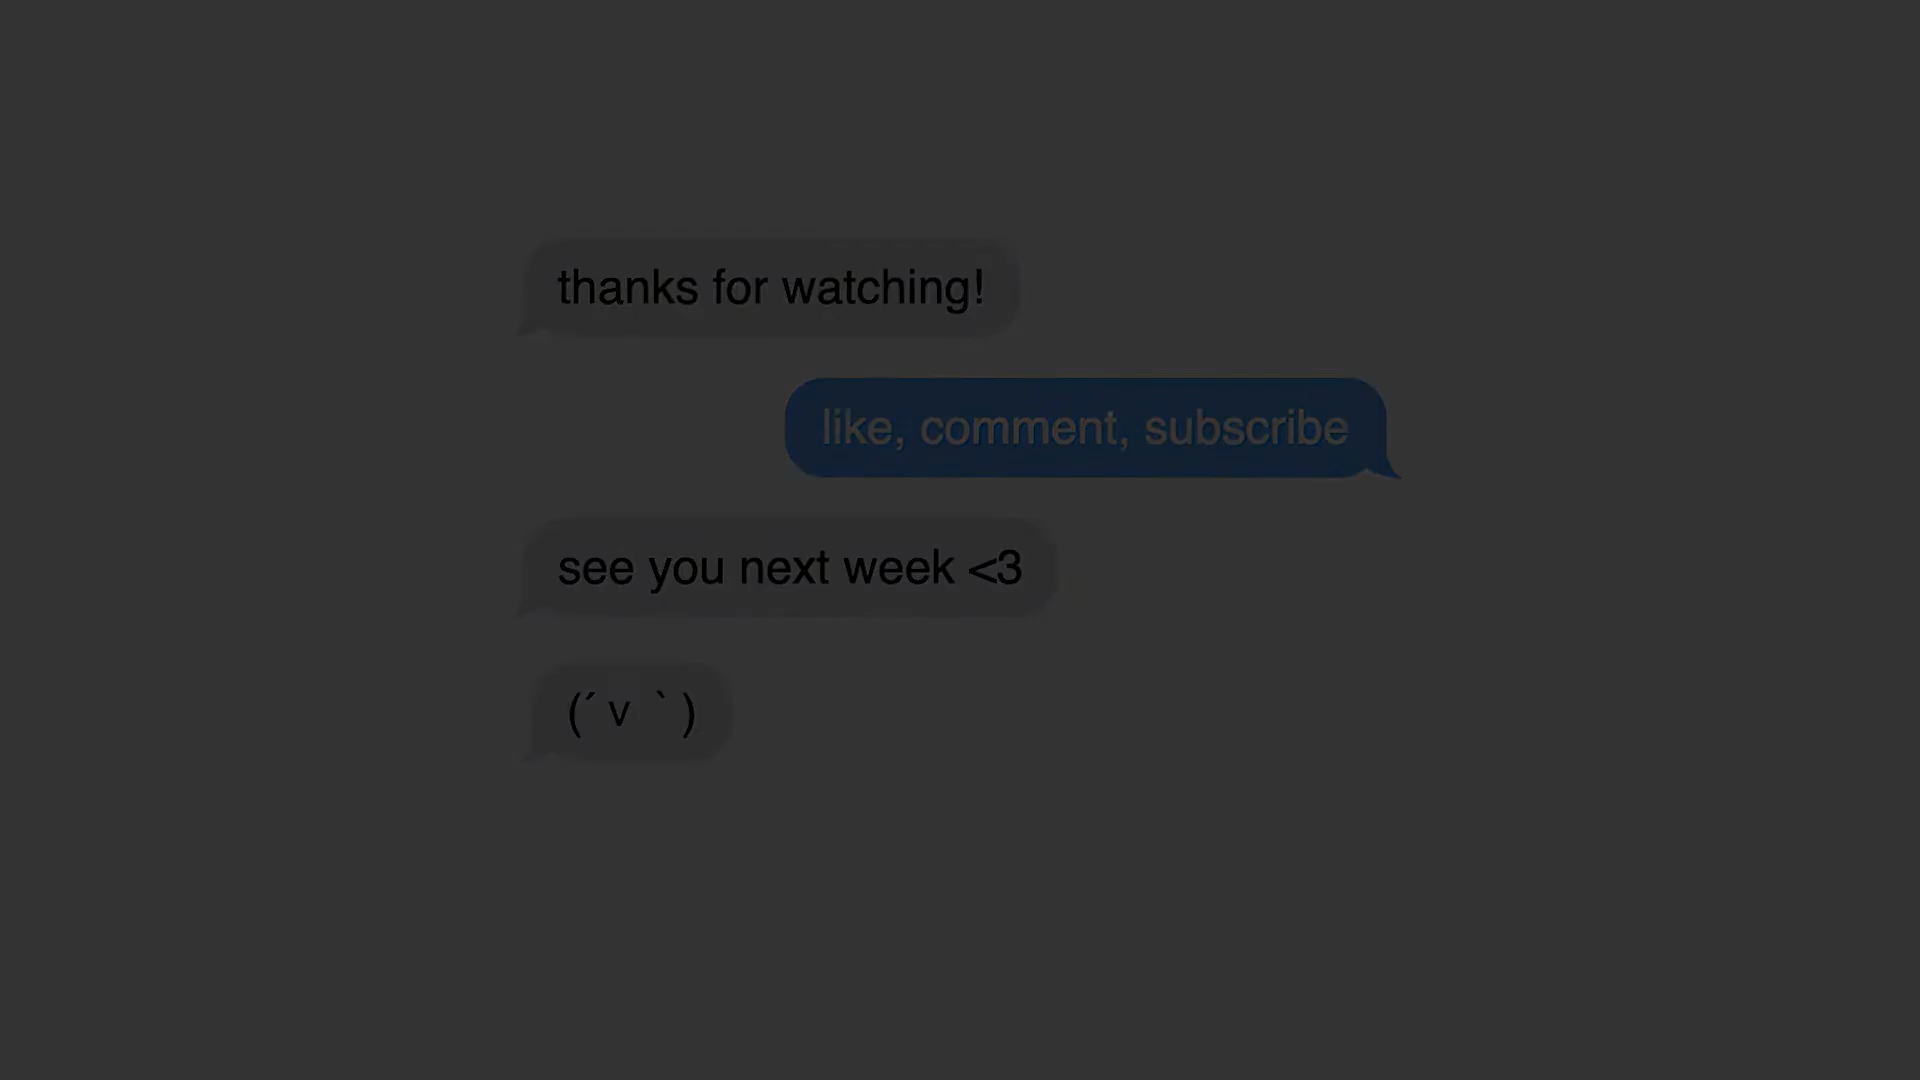 thanks for watching!
like, comment, subscribe
see you next week <3
(´ v ` )